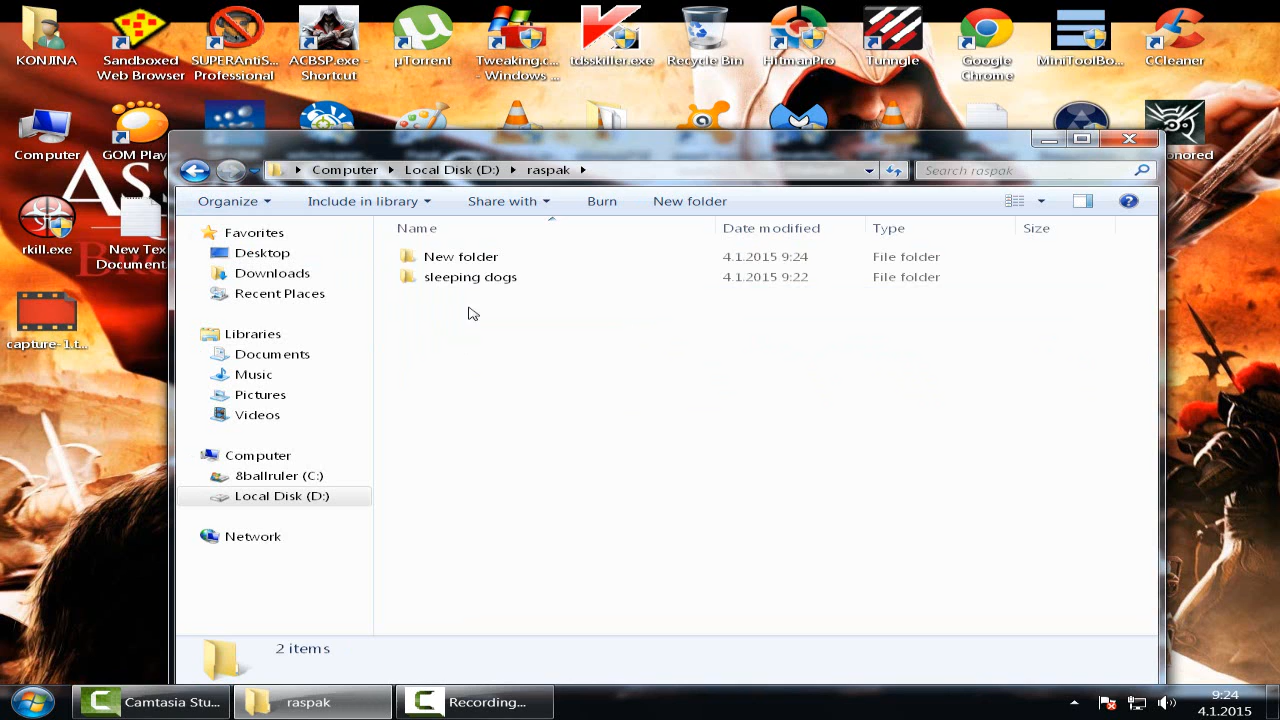 KONJINA
Sandboxed
Web Browser
SUPERAntiS...
Professional
ACBSP.exe -
Shortcut
µTorrent
Tweaking.c...
- Windows ...
tdsskiller.exe
Recycle Bin
HitmanPro
Tunngle
Google
Chrome
MiniToolBo...
CCleaner
Computer
GOM Play
onored
AS
rkill.exe
New Tex
Document
capture-1.t...
Computer
Local Disk (D:)
raspak
Search raspak
Organize
Include in library
Share with
Burn
New folder
Name
Date modified
Type
Size
New folder
4.1.2015 9:24
File folder
sleeping dogs
4.1.2015 9:22
File folder
Favorites
Desktop
Downloads
Recent Places
Libraries
Documents
Music
Pictures
Videos
Computer
8ballruler (C:)
Local Disk (D:)
Network
2 items
Camtasia Stu...
raspak
Recording...
9:24
4.1.2015